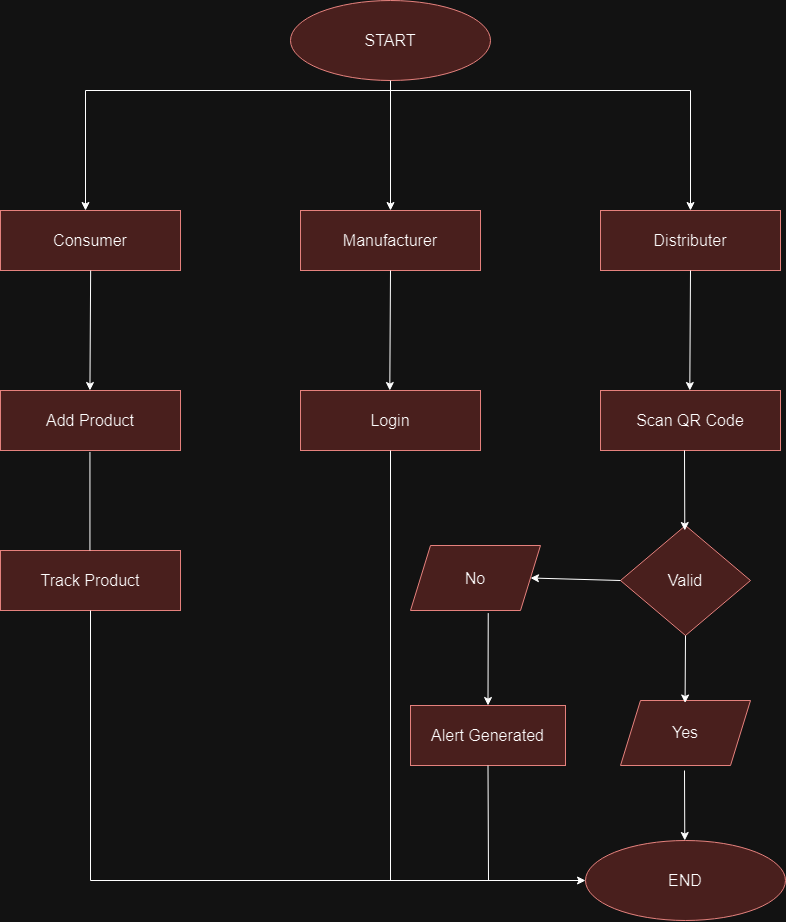 START
Consumer
Manufacturer
Distributer
Add Product
Login
Scan QR Code
Track Product
No
Valid
Alert Generated
Yes
END